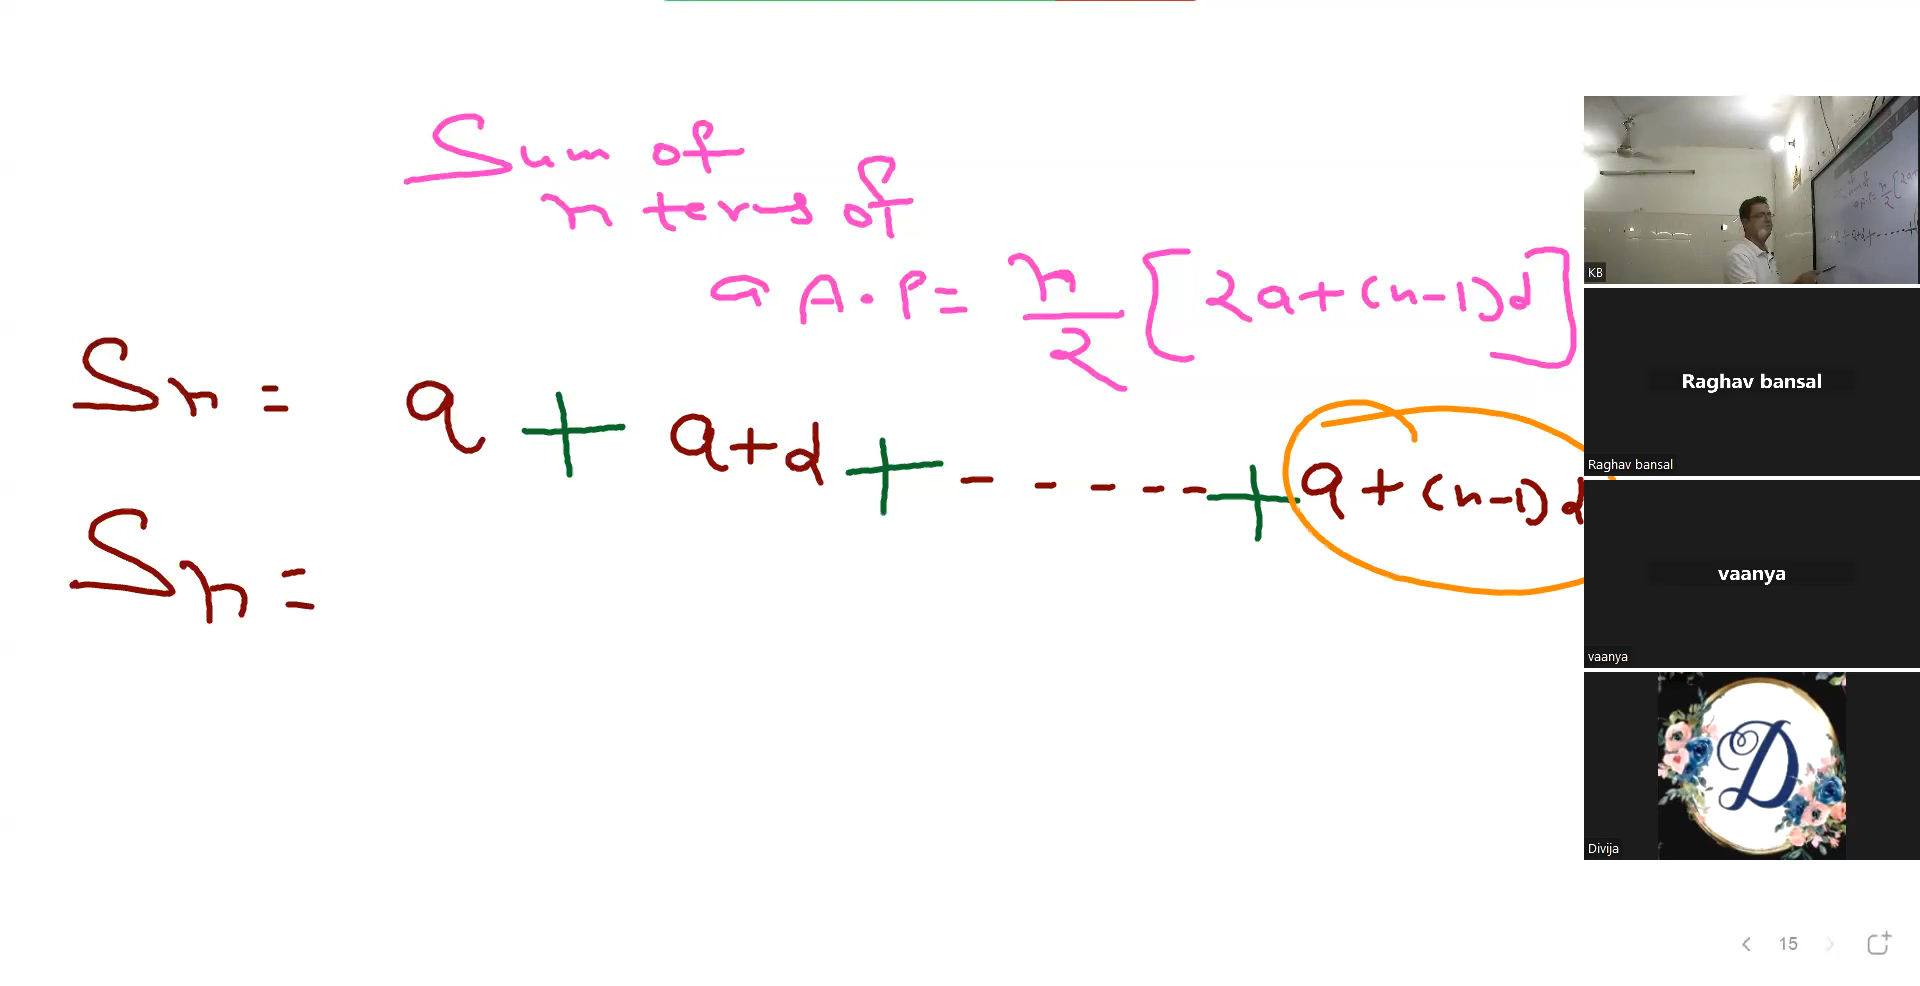 Sum of
n terms of
a A.P = n/2 [2a+(n-1)d]
Sn = a + a+d + - - - - - + a+(n-1)d
Sn =
KB
Raghav bansal
Raghav bansal
vaanya
vaanya
D
Divija
15